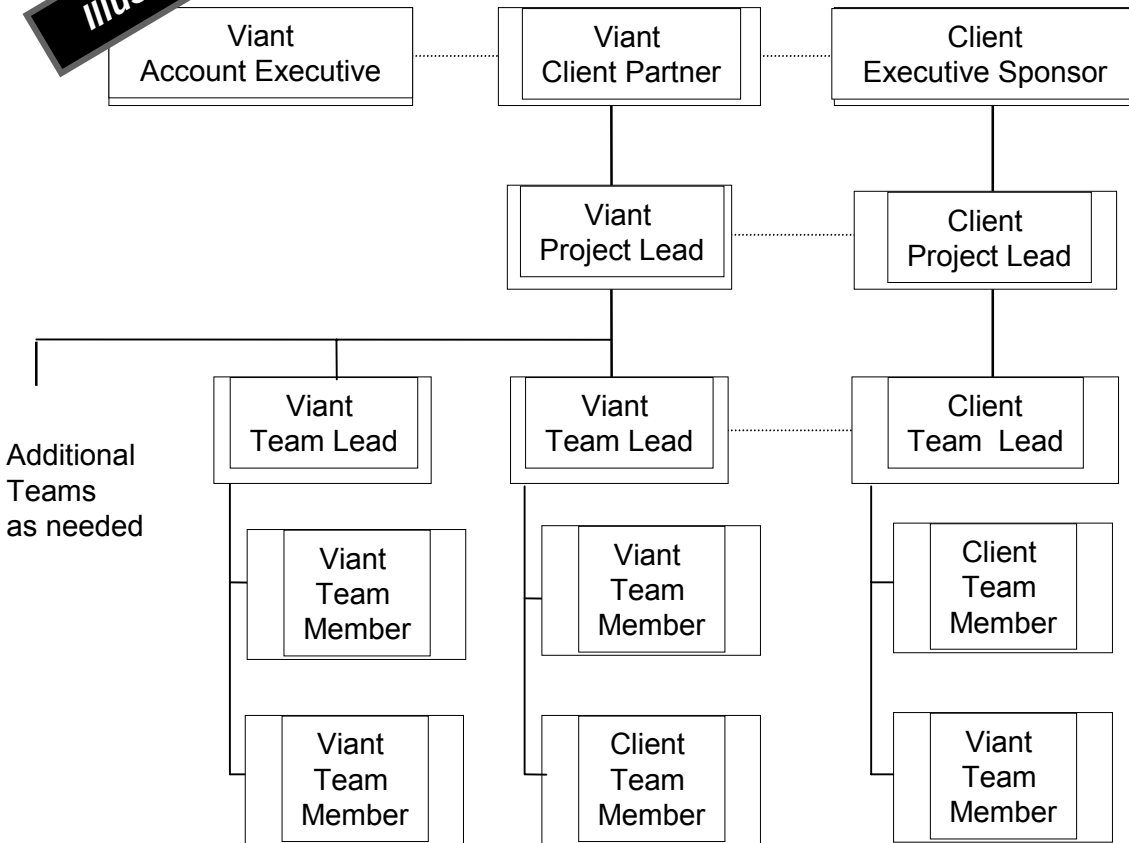 Viant
Account Executive
Viant
Client Partner
Client
Executive Sponsor
Viant
Project Lead
Client
Project Lead
Viant
Team Lead
Viant
Team Lead
Client
Team  Lead
Additional
Teams
as needed
Viant
Team
Member
Viant
Team
Member
Client
Team
Member
Viant
Team
Member
Client
Team
Member
Viant
Team
Member